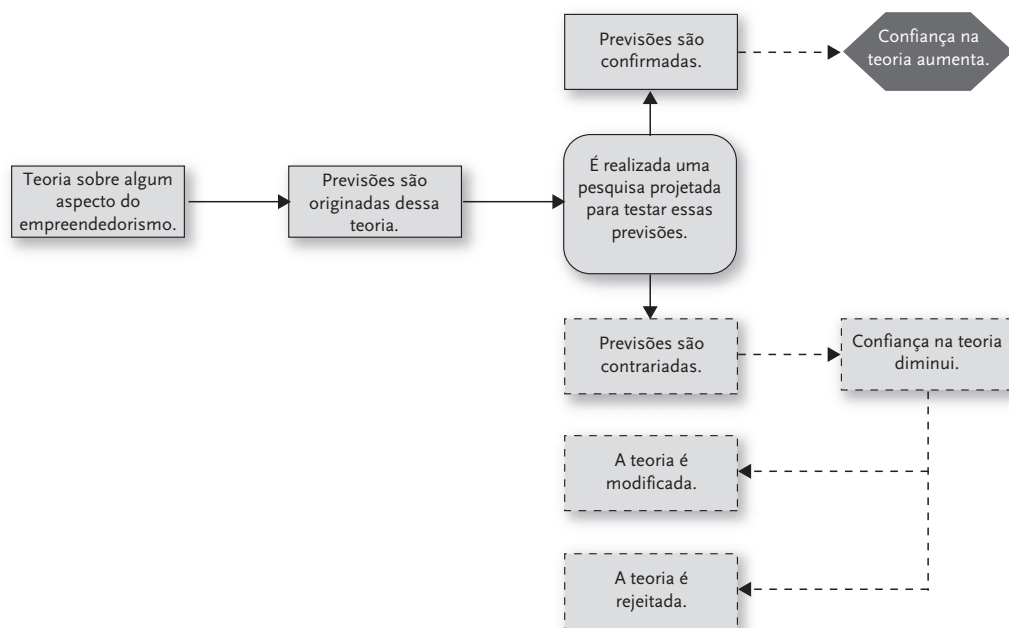 Previsões são
confirmadas.
Confiança na
teoria aumenta.
Teoria sobre algum
aspecto do
empreendedorismo.
Previsões são
originadas dessa
teoria.
É realizada uma
pesquisa projetada
para testar essas
previsões.
Previsões são
contrariadas.
Confiança na teoria
diminui.
A teoria é
modificada.
A teoria é
rejeitada.